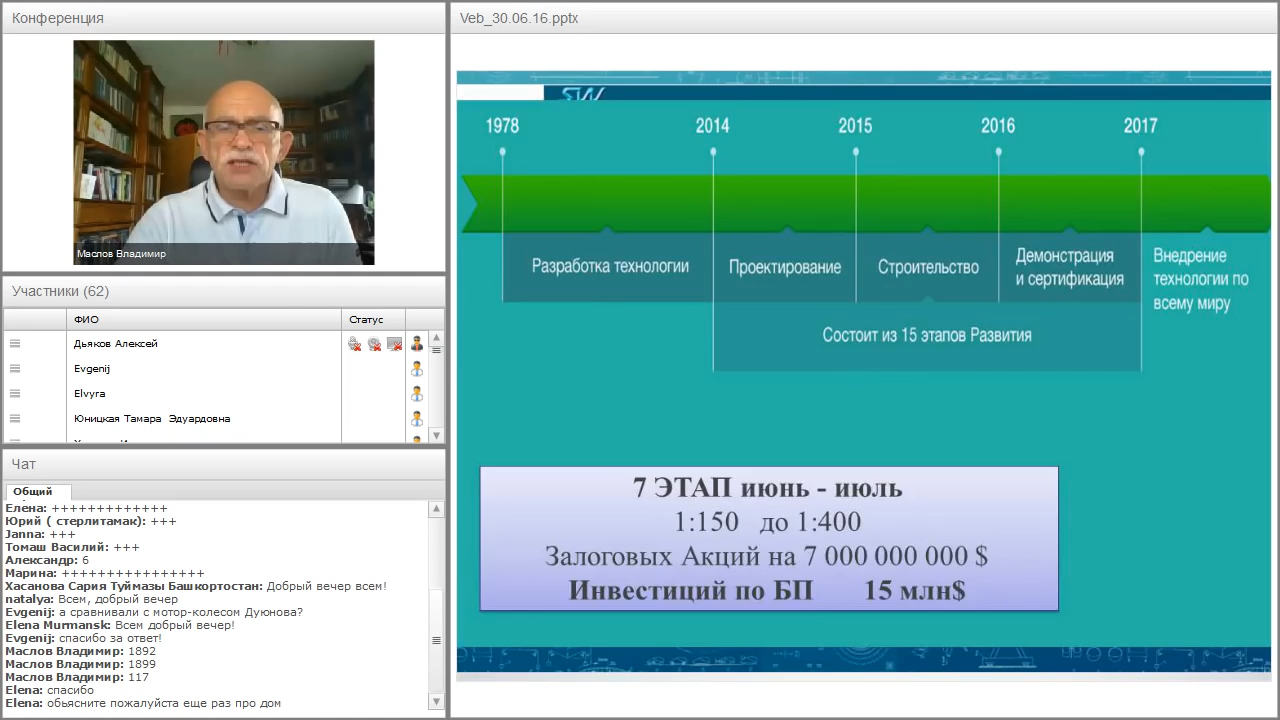 Конференция
Маслов Владимир
Участники (62)
ФИО
Статус
Дьяков Алексей
Evgenij
Elvyra
Юницкая Тамара Эдуардовна
Чат
Общий
Елена: +++++++++++++
Юрий ( стерлитамак): +++
Janna: +++
Томаш Василий: +++
Александр: 6
Марина: ++++++++++++++++
Хасанова Сария Туймазы Башкортостан: Добрый вечер всем!
natalya: Всем, добрый вечер
Evgenij: а сравнивали с мотор-колесом Дуюнова?
Elena Murmansk: Всем добрый вечер!
Evgenij: спасибо за ответ!
Маслов Владимир: 1892
Маслов Владимир: 1899
Маслов Владимир: 117
Elena: спасибо
Elena: обьясните пожалуйста еще раз про дом
Veb_30.06.16.pptx
1978
2014
2015
2016
2017
Разработка технологии
Проектирование
Строительство
Демонстрация
и сертификация
Внедрение
технологии по
всему миру
Состоит из 15 этапов Развития
7 ЭТАП июнь - июль
1:150 до 1:400
Залоговых Акций на 7 000 000 000 $
Инвестиций по БП 15 млн$